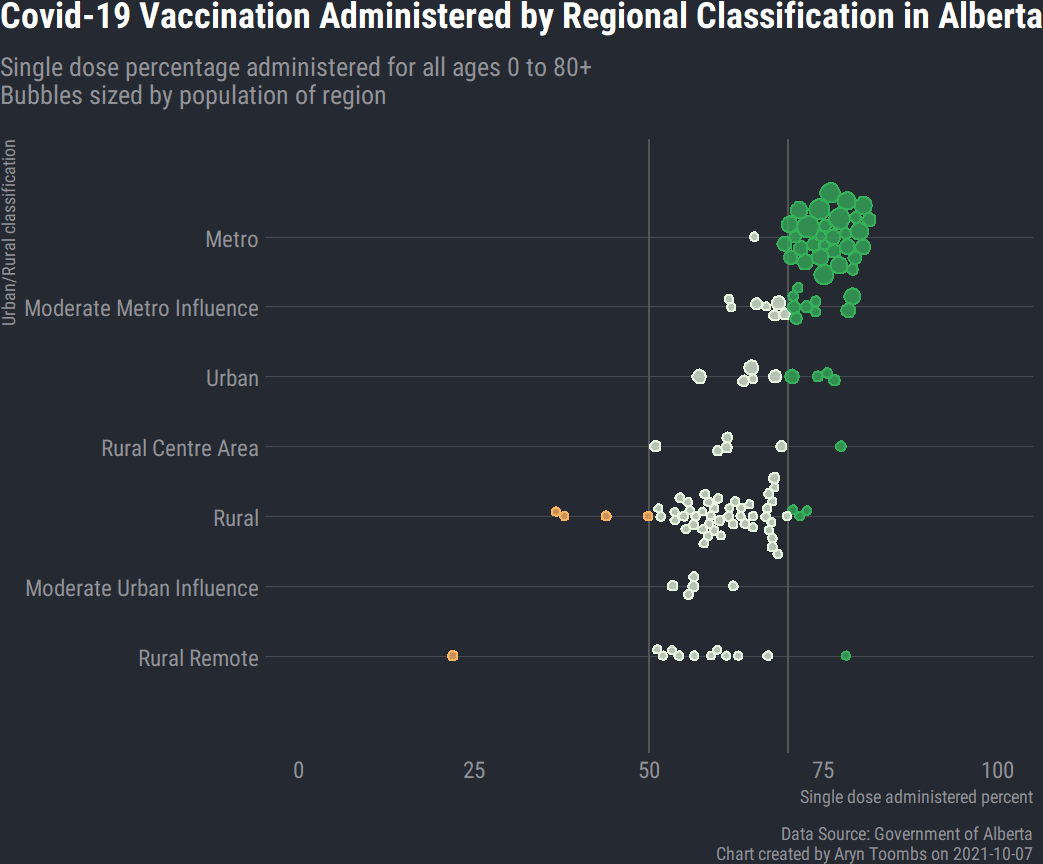 Covid-19 Vaccination Administered by Regional Classification in Alberta
Single dose percentage administered for all ages 0 to 80+
Bubbles sized by population of region
Urban/Rural classification
Metro
Moderate Metro Influence
Urban
Rural Centre Area
Rural
Moderate Urban Influence
Rural Remote
0 25 50 75 100
Single dose administered percent
Data Source: Government of Alberta
Chart created by Aryn Toombs on 2021-10-07